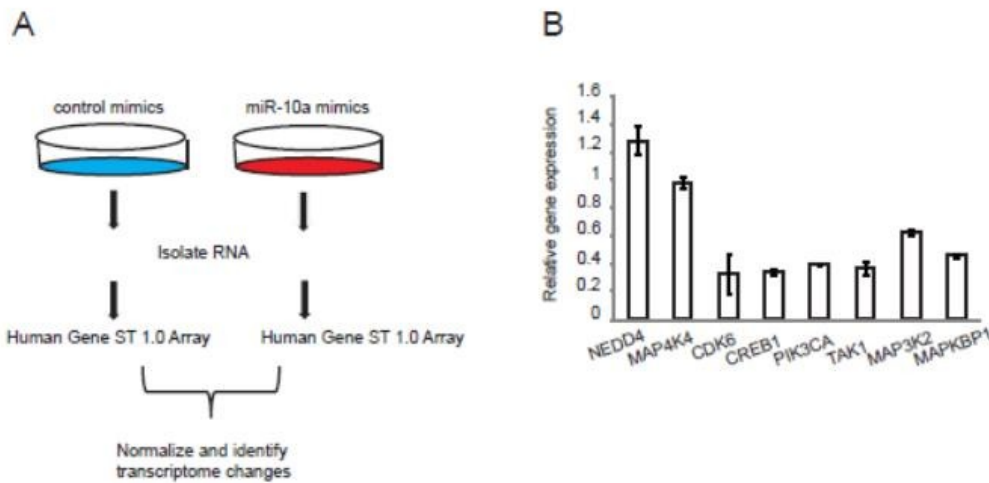 A
control mimics
miR-10a mimics
Isolate RNA
Human Gene ST 1.0 Array
Human Gene ST 1.0 Array
Normalize and identify
transcriptome changes
B
Relative gene expression
1.6
1.4
1.2
1
0.8
0.6
0.4
0.2
0
NEDD4
MAP4K4
CDK6
CREB1
PIK3CA
TAK1
MAP3K2
MAPKBP1